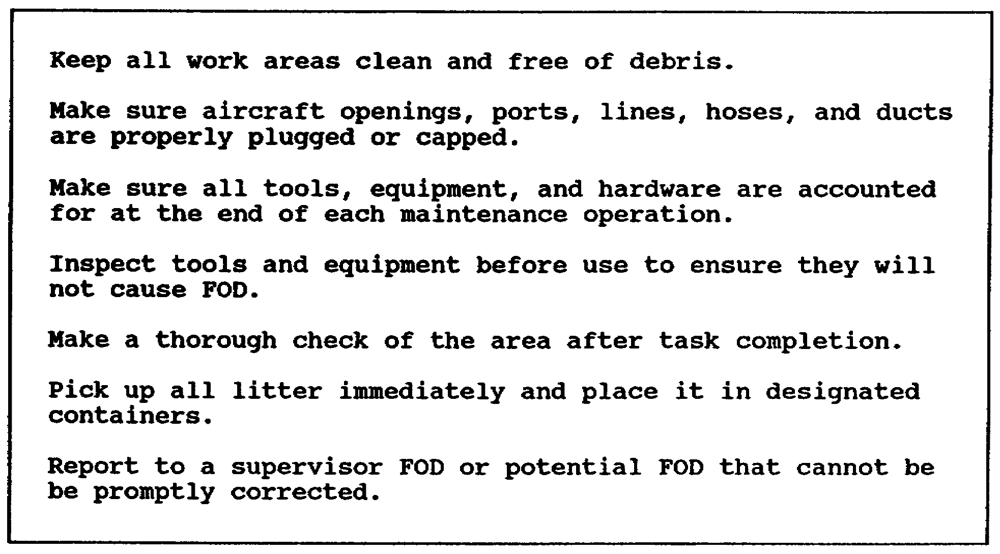 Keep all work areas clean and free of debris.
Make sure aircraft openings, ports, lines, hoses, and ducts
are properly plugged or capped.
Make sure all tools, equipment, and hardware are accounted
for at the end of each maintenance operation.
Inspect tools and equipment before use to ensure they will
not cause FOD.
Make a thorough check of the area after task completion.
Pick up all litter immediately and place it in designated
containers.
Report to a supervisor FOD or potential FOD that cannot be
be promptly corrected.